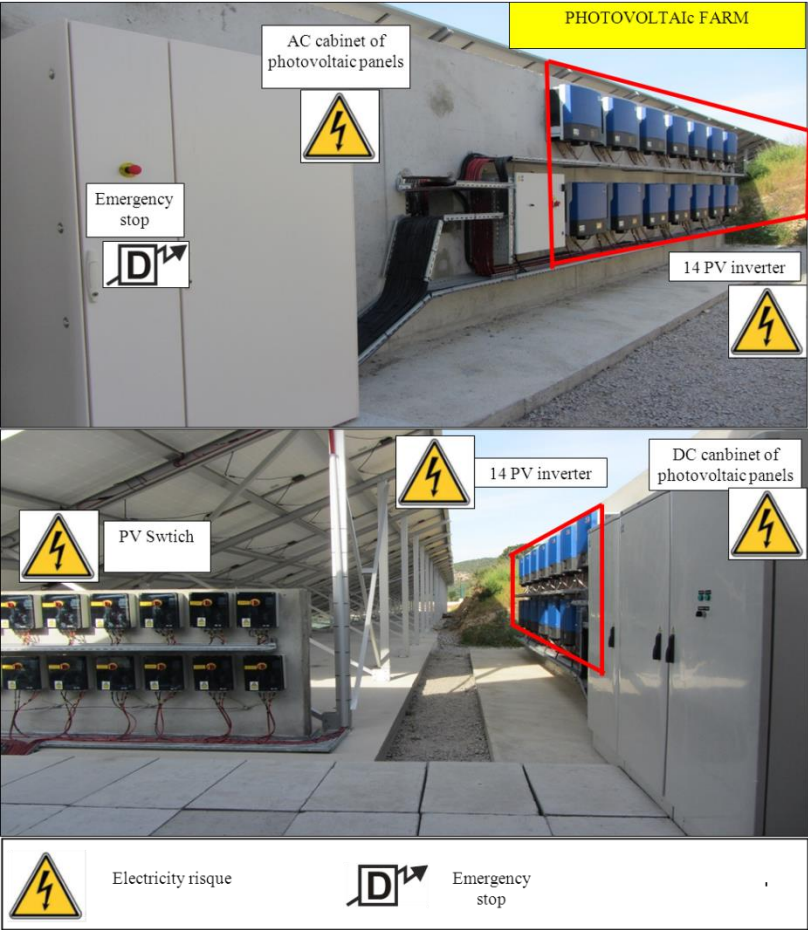 PHOTOVOLTAIc FARM
AC cabinet of
photovoltaic panels
Emergency
stop
D
14 PV inverter
14 PV inverter
DC canbinet of
photovoltaic panels
PV Swtich
Electricity risque
D
Emergency
stop